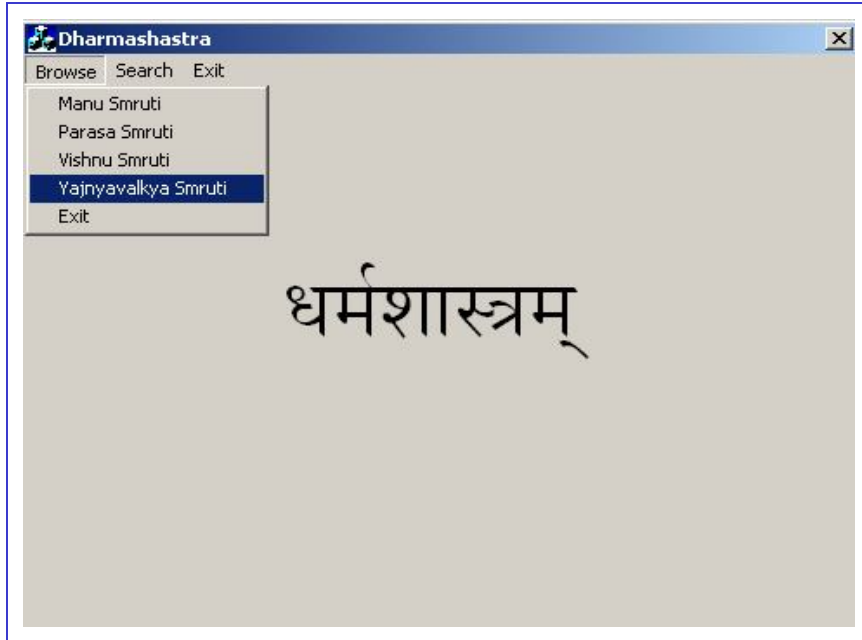 Dharmashastra
Browse Search Exit
Manu Smruti
Parasa Smruti
Vishnu Smruti
Yajnyavalkya Smruti
Exit
धर्मशास्त्रम्